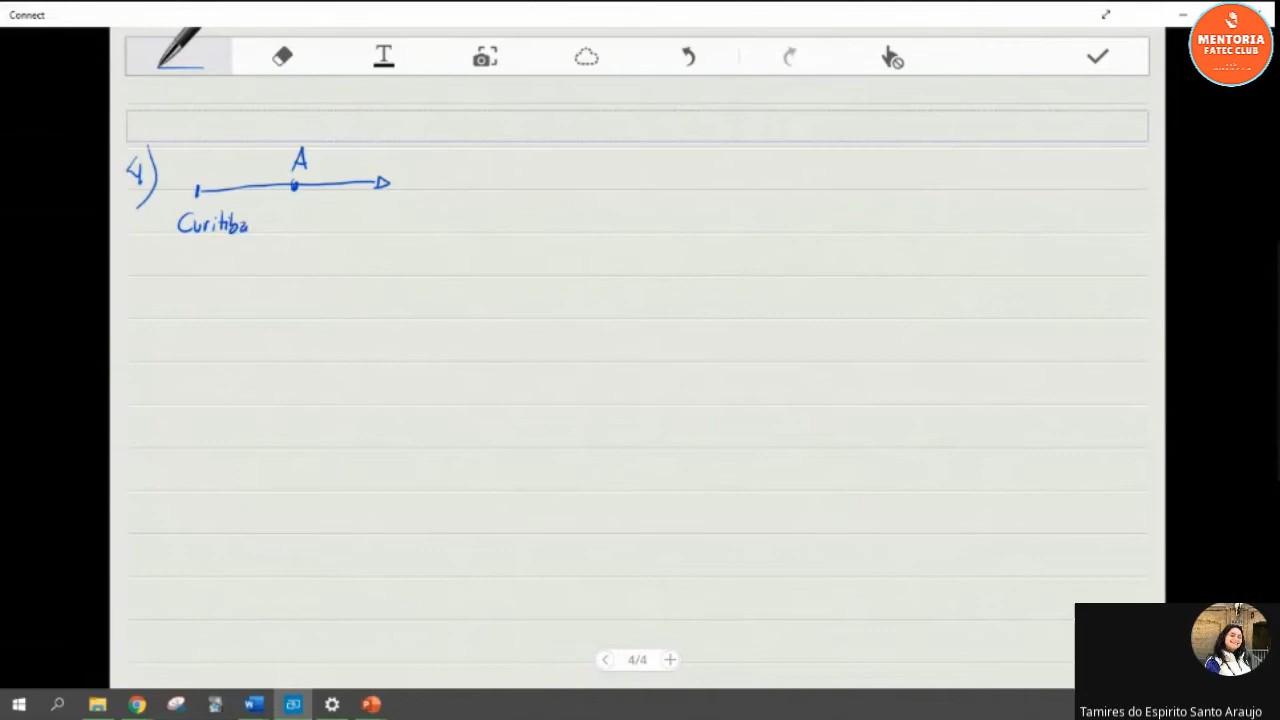 Connect
MENTORIA
FATEC CLUB
T
4)
A
Curitiba
4/4
Tamires do Espirito Santo Araujo